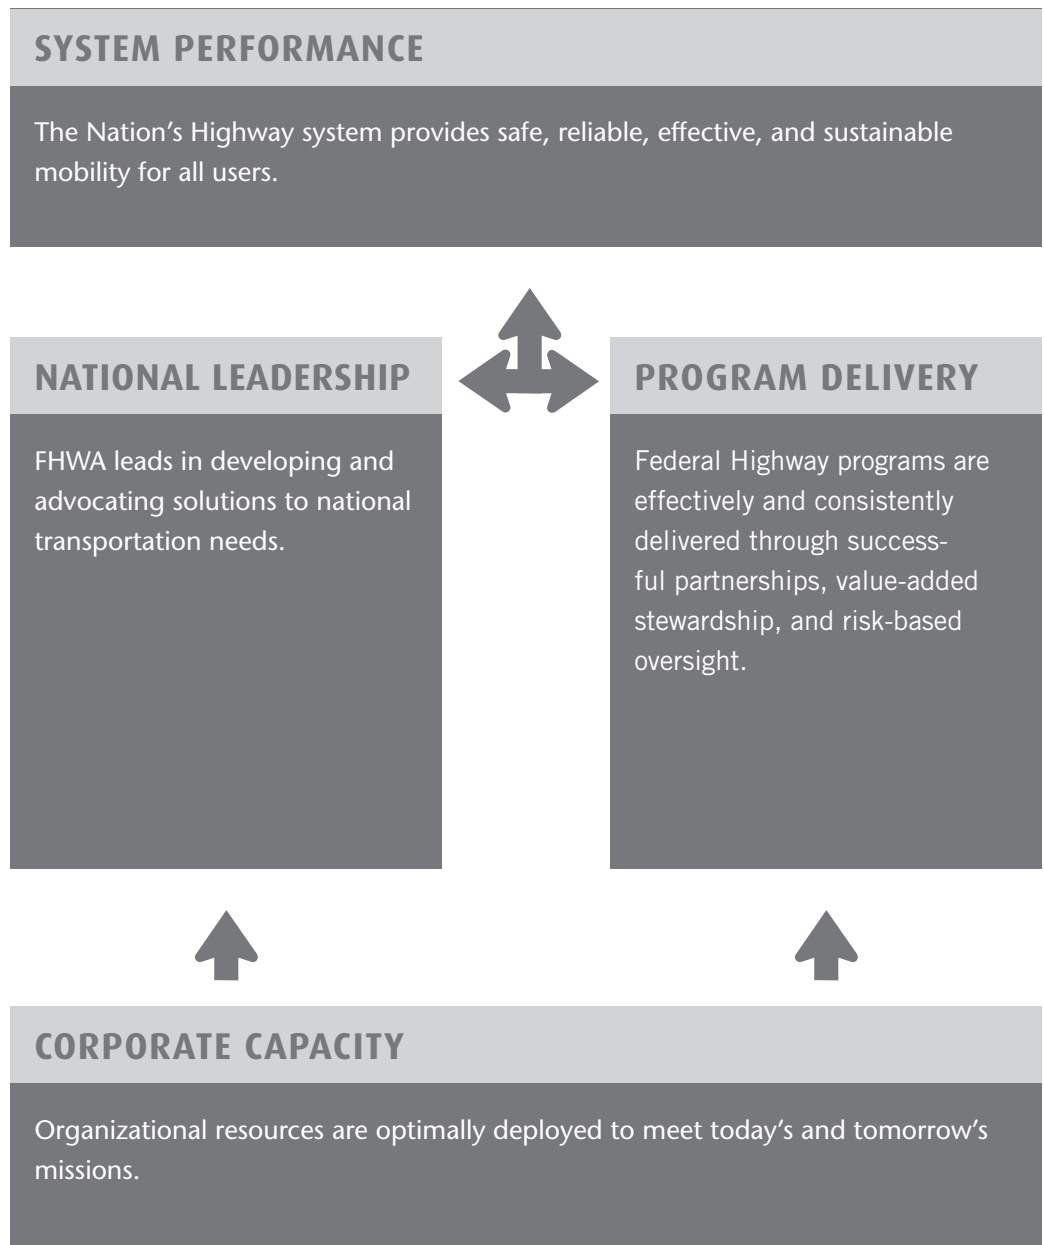 SYSTEM PERFORMANCE
The Nation’s Highway system provides safe, reliable, effective, and sustainable
mobility for all users.
NATIONAL LEADERSHIP
FHWA leads in developing and
advocating solutions to national
transportation needs.
PROGRAM DELIVERY
Federal Highway programs are
effectively and consistently
delivered through success-
ful partnerships, value-added
stewardship, and risk-based
oversight.
CORPORATE CAPACITY
Organizational resources are optimally deployed to meet today’s and tomorrow’s
missions.